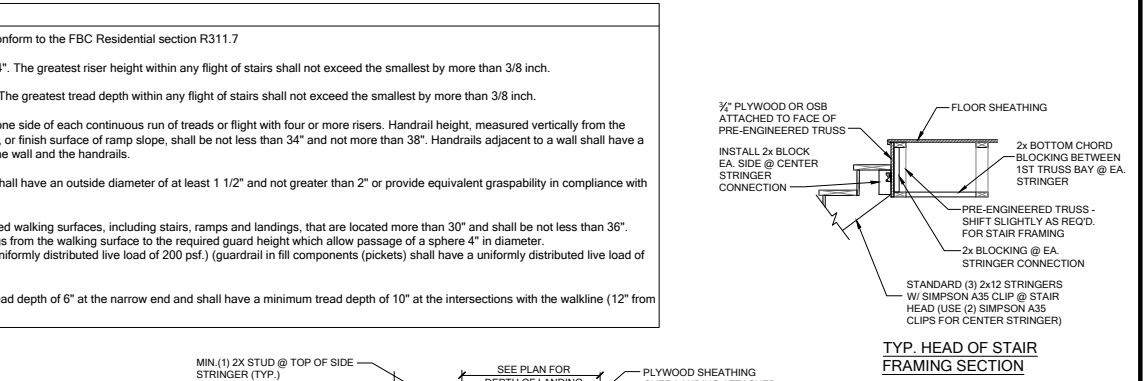 onform to the FBC Residential section R311.7
4". The greatest riser height within any flight of stairs shall not exceed the smallest by more than 3/8 inch.
The greatest tread depth within any flight of stairs shall not exceed the smallest by more than 3/8 inch.
one side of each continuous run of treads or flight with four or more risers. Handrail height, measured vertically from the
, or finish surface of ramp slope, shall be not less than 34" and not more than 38". Handrails adjacent to a wall shall have a
e wall and the handrails.
hall have an outside diameter of at least 1 1/2" and not greater than 2" or provide equivalent graspability in compliance with
ed walking surfaces, including stairs, ramps and landings, that are located more than 30" and shall be not less than 36".
gs from the walking surface to the required guard height which allow passage of a sphere 4" in diameter.
niformly distributed live load of 200 psf.) (guardrail in fill components (pickets) shall have a uniformly distributed live load of
ead depth of 6" at the narrow end and shall have a minimum tread depth of 10" at the intersections with the walkline (12" from
¾" PLYWOOD OR OSB
ATTACHED TO FACE OF
PRE-ENGINEERED TRUSS
INSTALL 2x BLOCK
EA. SIDE @ CENTER
STRINGER
CONNECTION
FLOOR SHEATHING
2x BOTTOM CHORD
BLOCKING BETWEEN
1ST TRUSS BAY @ EA.
STRINGER
PRE-ENGINEERED TRUSS -
SHIFT SLIGHTLY AS REQ'D.
FOR STAIR FRAMING
2x BLOCKING @ EA.
STRINGER CONNECTION
STANDARD (3) 2x12 STRINGERS
W/ SIMPSON A35 CLIP @ STAIR
HEAD (USE (2) SIMPSON A35
CLIPS FOR CENTER STRINGER)
TYP. HEAD OF STAIR
FRAMING SECTION
MIN.(1) 2X STUD @ TOP OF SIDE
STRINGER (TYP.)
SEE PLAN FOR
DEPTH OF LANDING
PLYWOOD SHEATHING
OVER LANDING ATTACHED